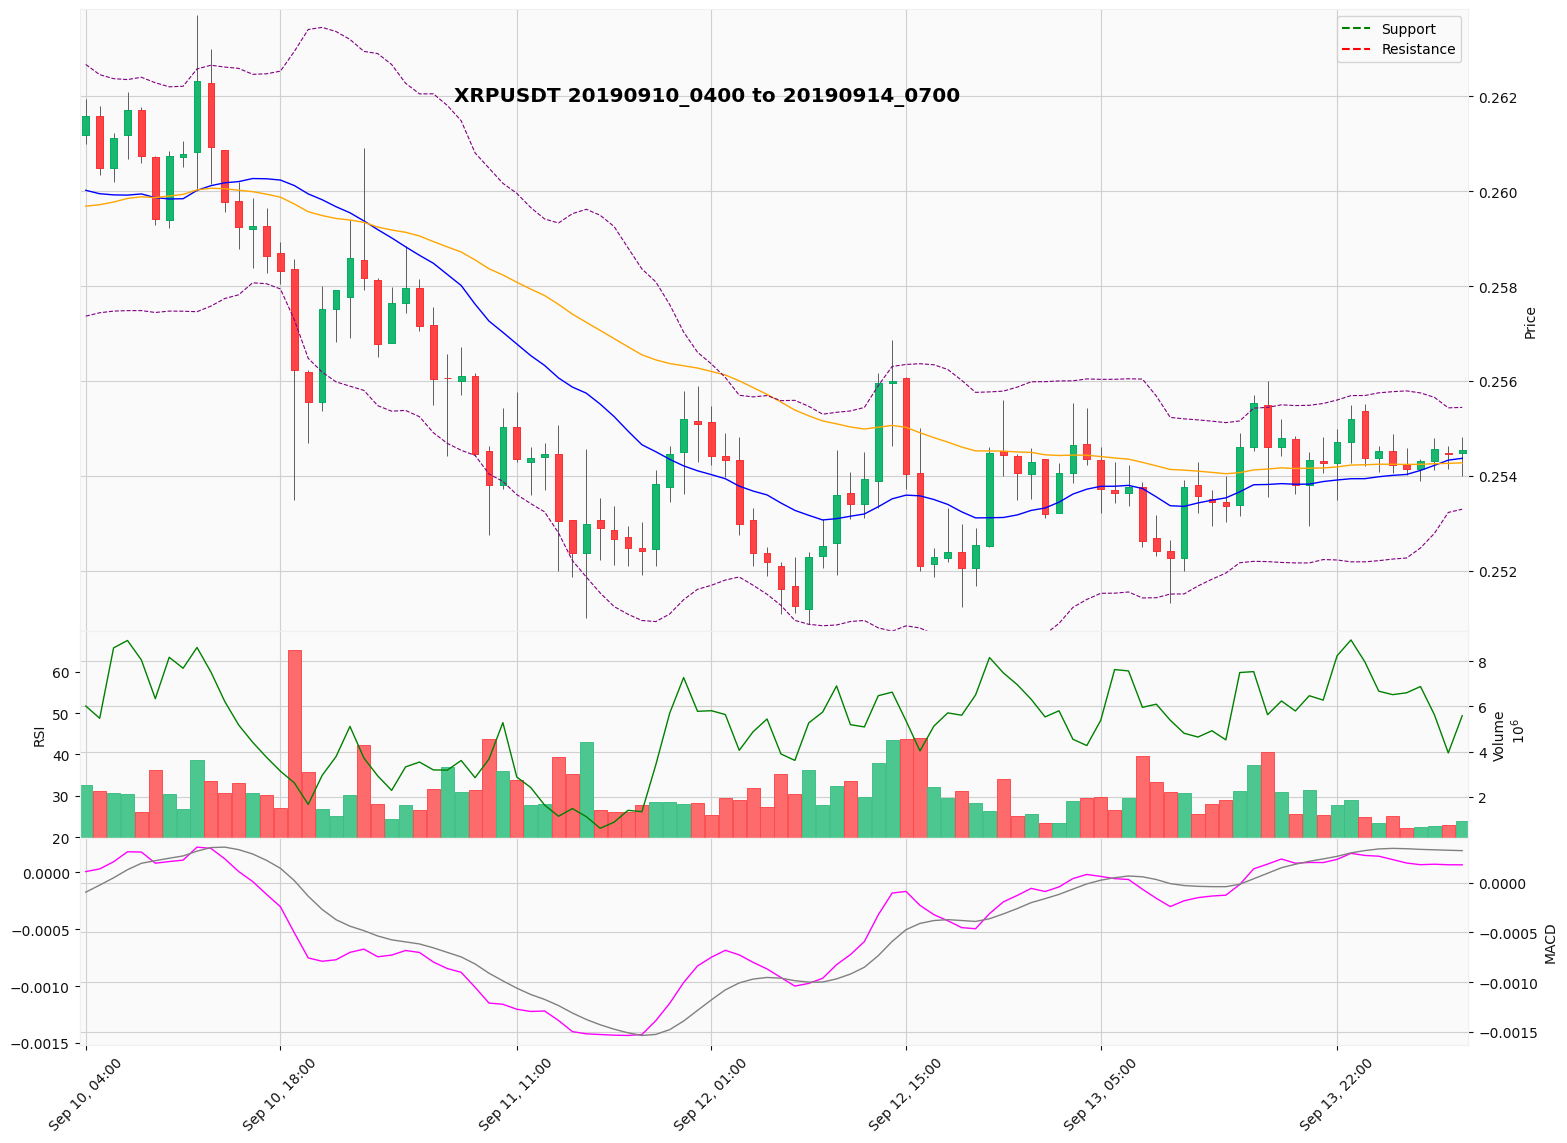 XRPUSDT 20190910_0400 to 20190914_0700
Support
Resistance
0.262
0.260
0.258
0.256
0.254
0.252
Price
60
50
40
30
20
RSI
8
6
4
2
Volume
10^6
0.0000
−0.0005
−0.0010
−0.0015
0.0000
−0.0005
−0.0010
−0.0015
MACD
Sep 10, 04:00
Sep 10, 18:00
Sep 11, 11:00
Sep 12, 01:00
Sep 12, 15:00
Sep 13, 05:00
Sep 13, 22:00